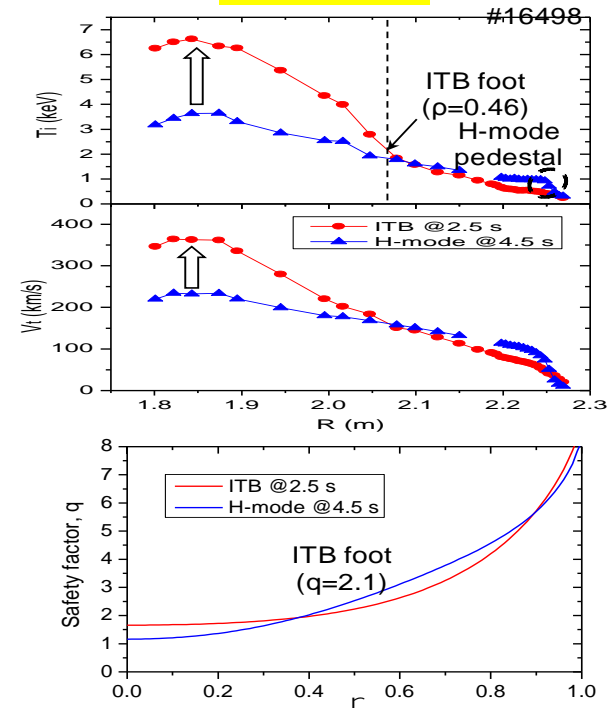 #16498
7
6
5
4
3
2
1
0
Ti (keV)
ITB foot
(ρ=0.46)
H-mode
pedestal
400
300
200
100
0
Vt (km/s)
ITB @2.5 s
H-mode @4.5 s
1.8 1.9 2.0 2.1 2.2 2.3
R (m)
8
7
6
5
4
3
2
1
0
Safety factor, q
ITB @2.5 s
H-mode @4.5 s
ITB foot
(q=2.1)
0.0 0.2 0.4 0.6 0.8 1.0
r